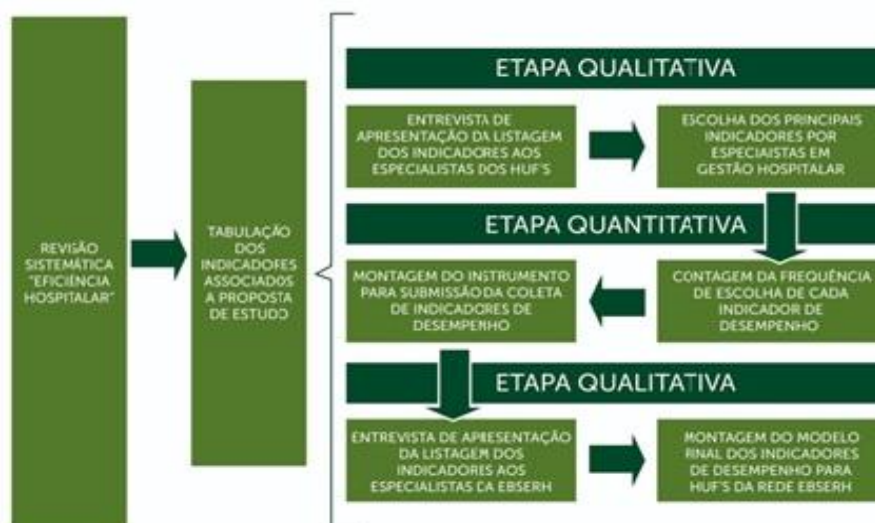 REVISÃO
SISTEMÁTICA
"EFICIÊNCIA
HOSPITALAR"
TABULAÇÃO
DOS
INDICADORES
ASSOCIADOS
A PROPOSTA
DE ESTUDO
ETAPA QUALITATIVA
ENTREVISTA DE
APRESENTAÇÃO DA LISTAGEM
DOS INDICADORES AOS
ESPECIALISTAS DOS HUF'S
ESCOLHA DOS PRINCIPAIS
INDICADORES POR
ESPECIAISTAS EM
GESTÃO HOSPITALAR
ETAPA QUANTITATIVA
MONTAGEM DO INSTRUMENTO
PARA SUBMISSÃO DA COLETA
DE INDICADORES DE
DESEMPENHO
CONTAGEM DA FREQUÊNCIA
DE ESCOLHA DE CADA
INDICADOR DE
DESEMPENHO
ETAPA QUALITATIVA
ENTREVISTA DE APRESENTAÇÃO
DA LISTAGEM DOS
INDICADORES AOS
ESPECIALISTAS DA EBSERH
MONTAGEM DO MODELO
FINAL DOS INDICADORES
DE DESEMPENHO PARA
HUF'S DA REDE EBSERH